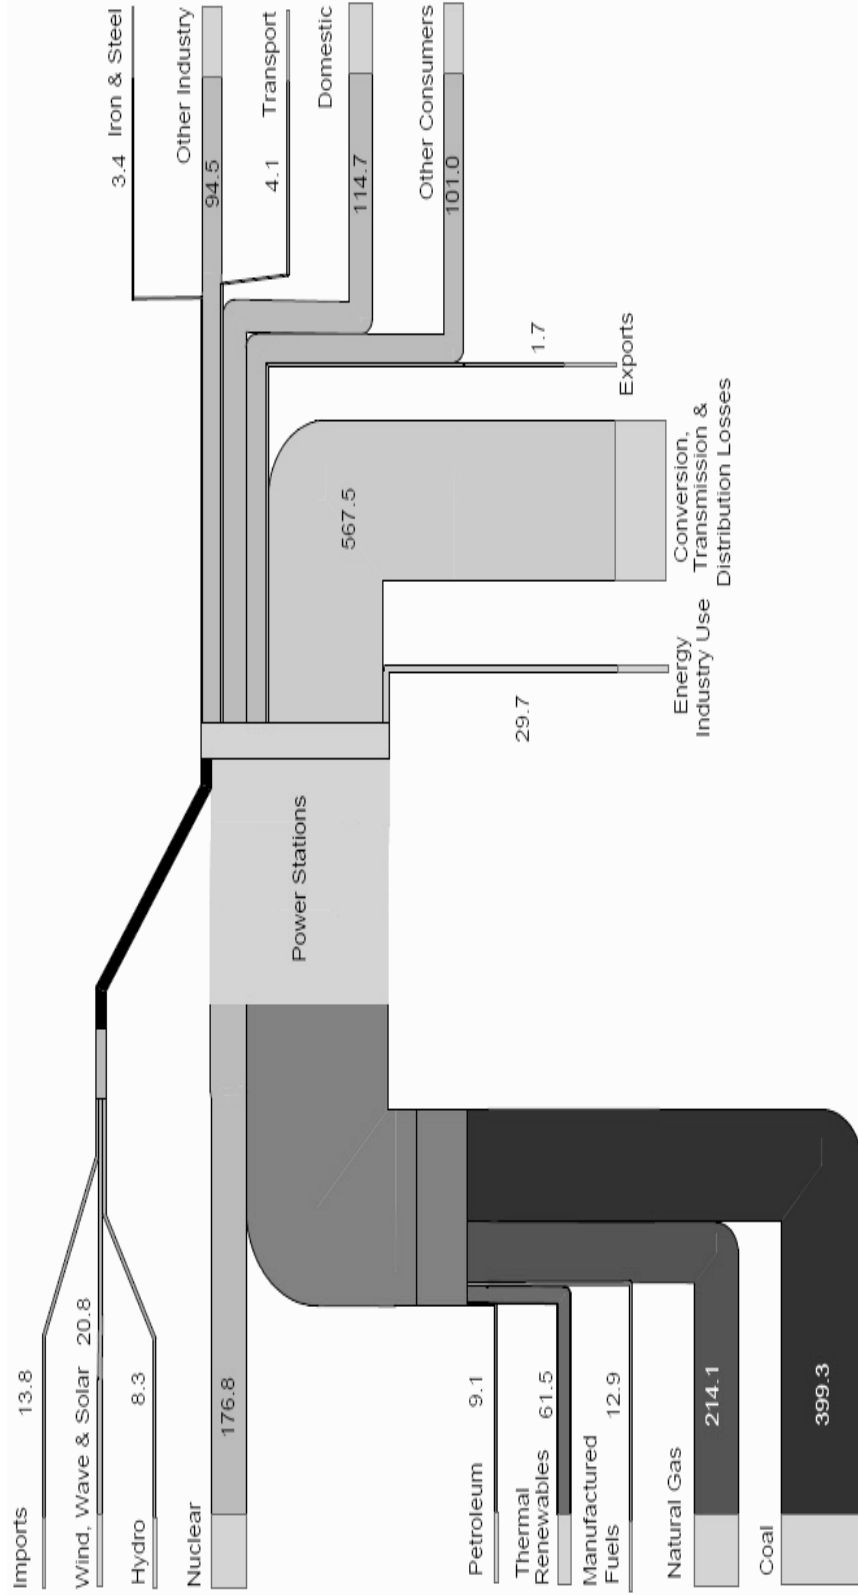 Imports
13.8
Wind, Wave & Solar 20.8
Hydro
8.3
Nuclear
176.8
Petroleum
9.1
Thermal
Renewables
61.5
Manufactured
Fuels
12.9
Natural Gas
214.1
Coal
399.3
Power Stations
3.4 Iron & Steel
Other Industry
94.5
4.1 Transport
Domestic
114.7
Other Consumers
101.0
1.7
Exports
567.5
Conversion,
Transmission &
Distribution Losses
29.7
Energy
Industry Use